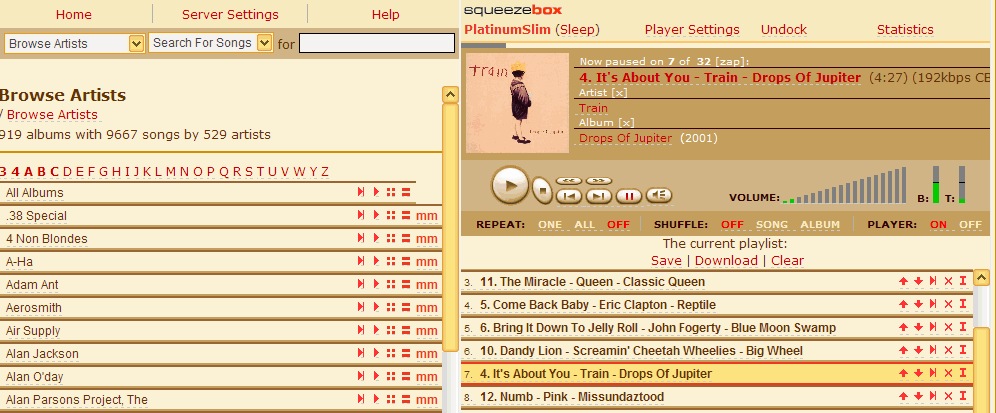 Home Server Settings Help
Browse Artists Search For Songs for
Browse Artists
/ Browse Artists
919 albums with 9667 songs by 529 artists
3 4 A B C D E F G H I J K L M N O P Q R S T U V W Y Z
All Albums
.38 Special mm
4 Non Blondes mm
A-Ha mm
Adam Ant mm
Aerosmith mm
Air Supply mm
Alan Jackson mm
Alan O'day mm
Alan Parsons Project, The mm
squeezebox
PlatinumSlim (Sleep) Player Settings Undock Statistics
Train
Now paused on 7 of 32 [zap]:
4. It's About You - Train - Drops Of Jupiter (4:27) (192kbps CB
Artist [x]
Train
Album [x]
Drops Of Jupiter (2001)
VOLUME: B: T:
REPEAT: ONE ALL OFF SHUFFLE: OFF SONG ALBUM PLAYER: ON OFF
The current playlist:
Save | Download | Clear
3. 11. The Miracle - Queen - Classic Queen
4. 5. Come Back Baby - Eric Clapton - Reptile
5. 6. Bring It Down To Jelly Roll - John Fogerty - Blue Moon Swamp
6. 10. Dandy Lion - Screamin' Cheetah Wheelies - Big Wheel
7. 4. It's About You - Train - Drops Of Jupiter
8. 12. Numb - Pink - Missundaztood